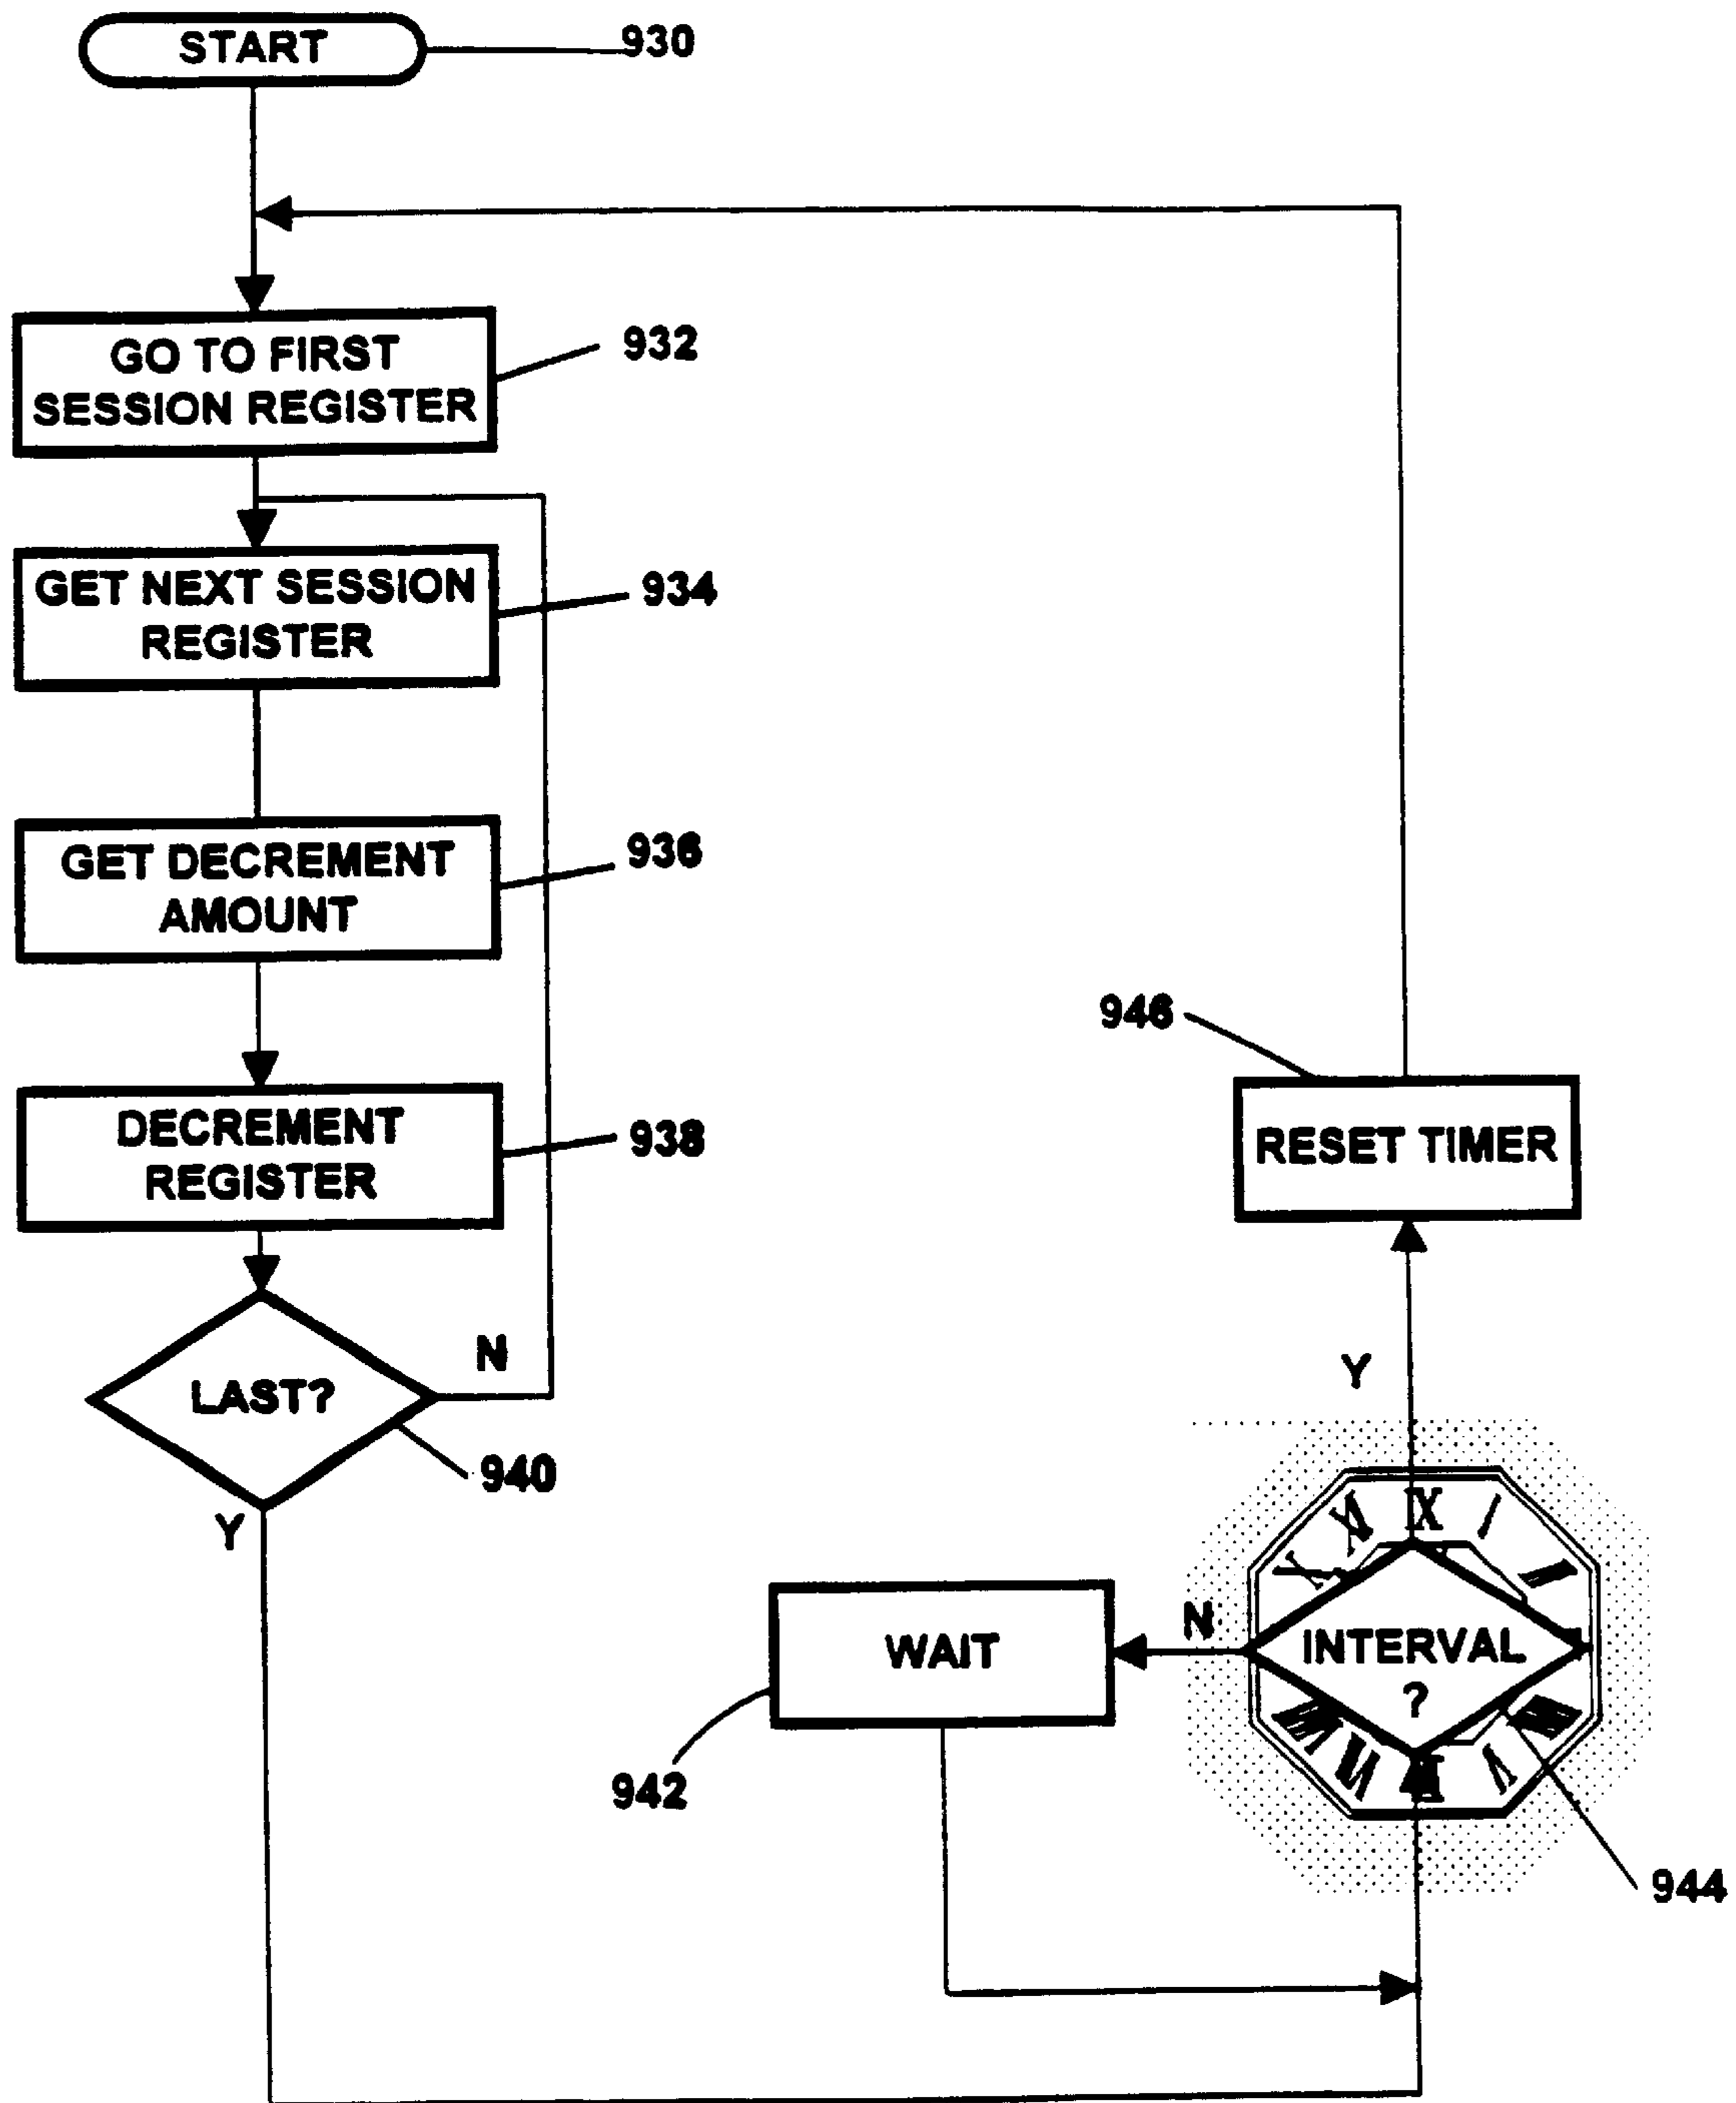 START
930
GO TO FIRST
SESSION REGISTER
932
GET NEXT SESSION
REGISTER
934
GET DECREMENT
AMOUNT
936
DECREMENT
REGISTER
938
LAST?
N
940
Y
946
RESET TIMER
Y
INTERVAL
?
N
WAIT
942
944